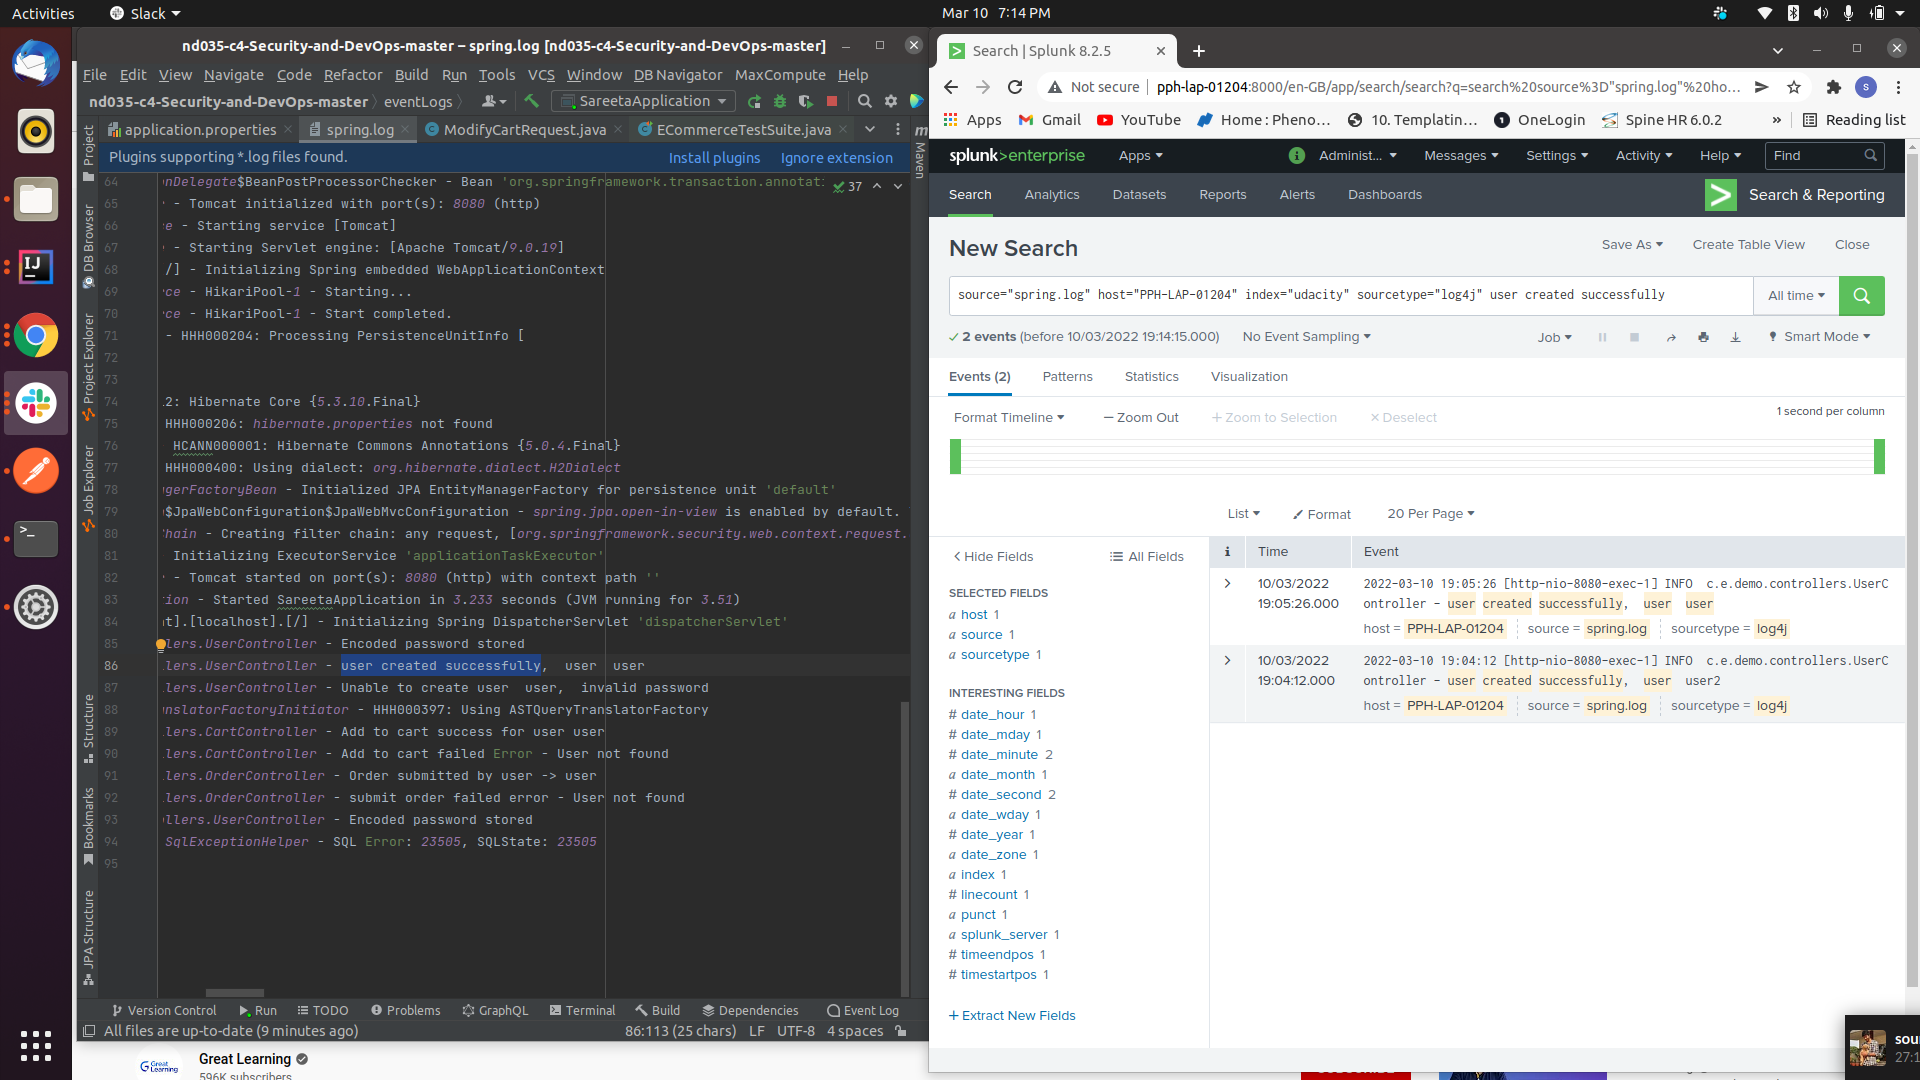 Activities
Slack
Mar 10 7:14 PM
nd035-c4-Security-and-DevOps-master – spring.log [nd035-c4-Security-and-DevOps-master]
File Edit View Navigate Code Refactor Build Run Tools VCS Window DB Navigator MaxCompute Help
nd035-c4-Security-and-DevOps-master eventLogs SareetaApplication
application.properties spring.log ModifyCartRequest.java ECommerceTestSuite.java
Plugins supporting *.log files found. Install plugins Ignore extension
Project
DB Browser
Project Explorer
Job Explorer
Structure
Bookmarks
JPA Structure
Maven
37
64 onDelegate$BeanPostProcessorChecker - Bean 'org.springframework.transaction.annotati
65 - Tomcat initialized with port(s): 8080 (http)
66 ce - Starting service [Tomcat]
67 - Starting Servlet engine: [Apache Tomcat/9.0.19]
68 /] - Initializing Spring embedded WebApplicationContext
69 rce - HikariPool-1 - Starting...
70 rce - HikariPool-1 - Start completed.
71 - HHH000204: Processing PersistenceUnitInfo [
72
73
74 12: Hibernate Core {5.3.10.Final}
75 HHH000206: hibernate.properties not found
76 HCANN000001: Hibernate Commons Annotations {5.0.4.Final}
77 HHH000400: Using dialect: org.hibernate.dialect.H2Dialect
78 agerFactoryBean - Initialized JPA EntityManagerFactory for persistence unit 'default'
79 n$JpaWebConfiguration$JpaWebMvcConfiguration - spring.jpa.open-in-view is enabled by default.
80 Chain - Creating filter chain: any request, [org.springframework.security.web.context.request.
81 Initializing ExecutorService 'applicationTaskExecutor'
82 - Tomcat started on port(s): 8080 (http) with context path ''
83 tion - Started SareetaApplication in 3.233 seconds (JVM running for 3.51)
84 at].[localhost].[/] - Initializing Spring DispatcherServlet 'dispatcherServlet'
85 llers.UserController - Encoded password stored
86 llers.UserController - user created successfully, user user
87 llers.UserController - Unable to create user user, invalid password
88 anslatorFactoryInitiator - HHH000397: Using ASTQueryTranslatorFactory
89 llers.CartController - Add to cart success for user user
90 llers.CartController - Add to cart failed Error - User not found
91 llers.OrderController - Order submitted by user -> user
92 llers.OrderController - submit order failed error - User not found
93 ollers.UserController - Encoded password stored
94 SqlExceptionHelper - SQL Error: 23505, SQLState: 23505
95
Version Control Run TODO Problems GraphQL Terminal Build Dependencies Event Log
All files are up-to-date (9 minutes ago) 86:113 (25 chars) LF UTF-8 4 spaces
Great Learning
Great Learning
596K subscribers
Search | Splunk 8.2.5
Not secure pph-lap-01204:8000/en-GB/app/search/search?q=search%20source%3D"spring.log"%20ho...
S
Apps Gmail YouTube Home : Pheno... 10. Templatin... OneLogin Spine HR 6.0.2 » Reading list
splunk>enterprise Apps Administ... Messages Settings Activity Help Find
Search Analytics Datasets Reports Alerts Dashboards Search & Reporting
New Search
Save As Create Table View Close
source="spring.log" host="PPH-LAP-01204" index="udacity" sourcetype="log4j" user created successfully
All time
2 events (before 10/03/2022 19:14:15.000) No Event Sampling Job Smart Mode
Events (2) Patterns Statistics Visualization
Format Timeline — Zoom Out + Zoom to Selection × Deselect 1 second per column
List Format 20 Per Page
Hide Fields All Fields
i Time Event
SELECTED FIELDS
a host 1
a source 1
a sourcetype 1
INTERESTING FIELDS
# date_hour 1
# date_mday 1
# date_minute 2
a date_month 1
# date_second 2
a date_wday 1
# date_year 1
a date_zone 1
a index 1
# linecount 1
a punct 1
a splunk_server 1
# timeendpos 1
# timestartpos 1
+ Extract New Fields
10/03/2022 19:05:26.000
2022-03-10 19:05:26 [http-nio-8080-exec-1] INFO c.e.demo.controllers.UserC
ontroller - user created successfully, user user
host = PPH-LAP-01204 source = spring.log sourcetype = log4j
10/03/2022 19:04:12.000
2022-03-10 19:04:12 [http-nio-8080-exec-1] INFO c.e.demo.controllers.UserC
ontroller - user created successfully, user user2
host = PPH-LAP-01204 source = spring.log sourcetype = log4j
sou
27:1